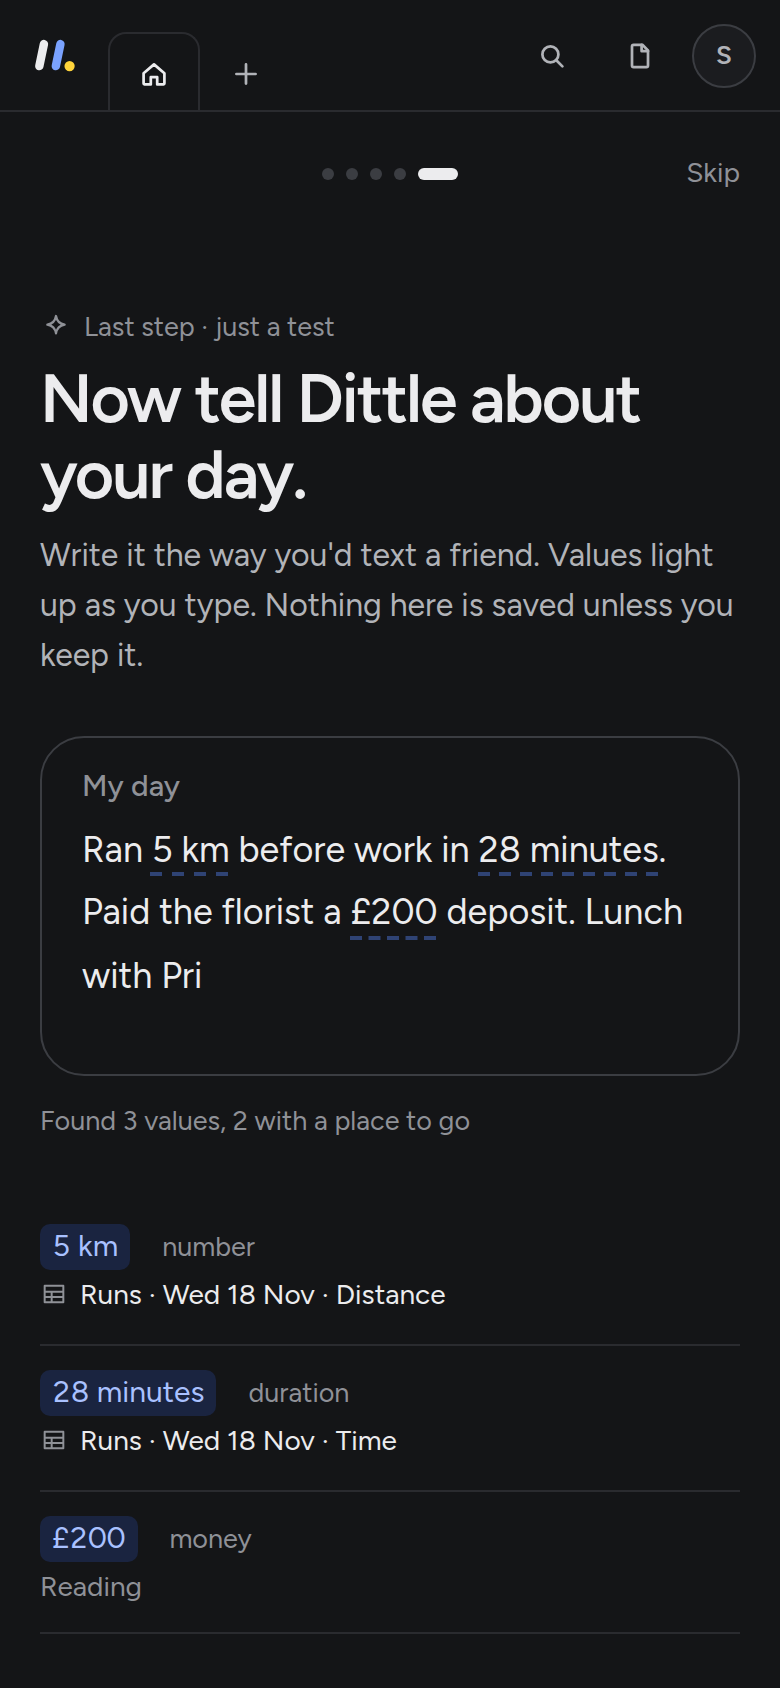 S
Skip
Last step · just a test
Now tell Dittle about
your day.
Write it the way you'd text a friend. Values light
up as you type. Nothing here is saved unless you
keep it.
My day
Ran 5 km before work in 28 minutes.
Paid the florist a £200 deposit. Lunch
with Pri
Found 3 values, 2 with a place to go
5 km number
Runs · Wed 18 Nov · Distance
28 minutes duration
Runs · Wed 18 Nov · Time
£200 money
Reading